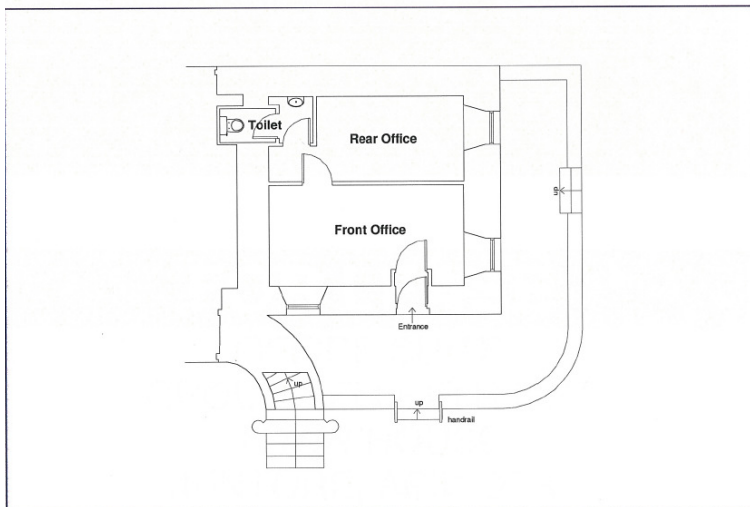 Toilet
Rear Office
Front Office
up
Entrance
up
up
handrail